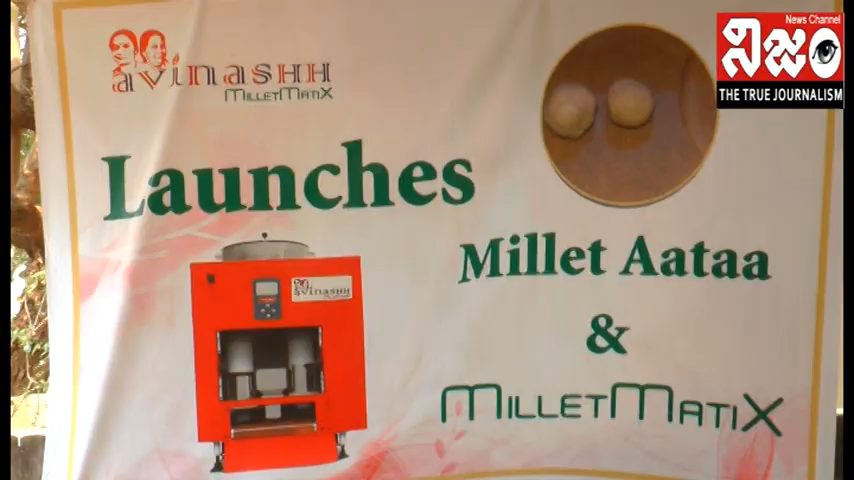 avinashh
MilletMatiX
News Channel
నిజం
THE TRUE JOURNALISM
Launches
Millet Aataa
&
MilletMatiX
avinashh